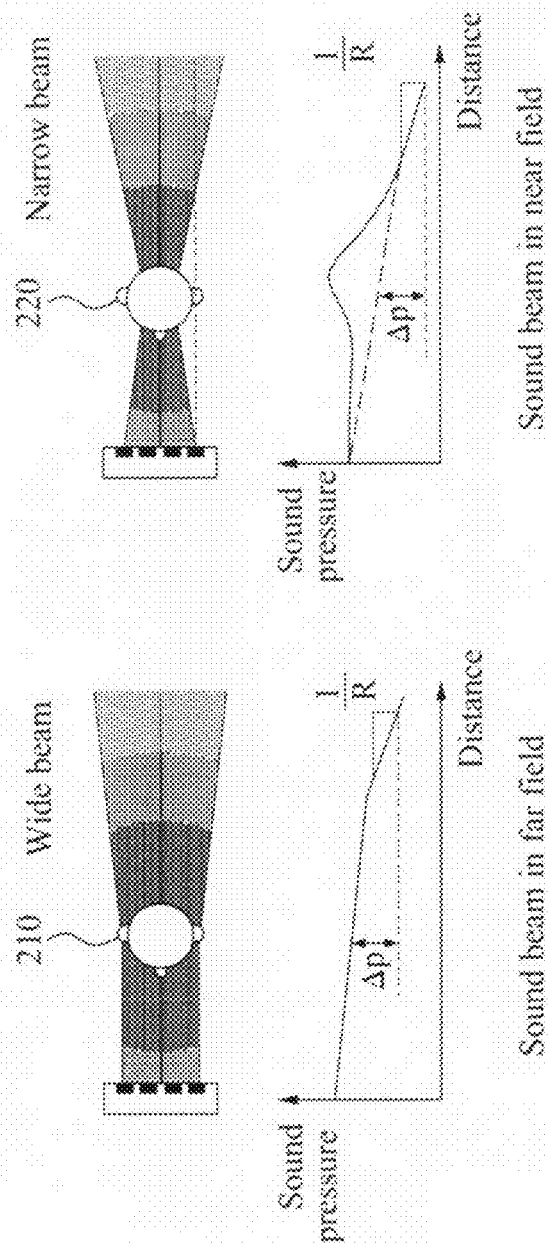 Wide beam
210
Sound
pressure
Δp
1
R
Distance
Sound beam in far field
Narrow beam
220
Sound
pressure
Δp
1
R
Distance
Sound beam in near field